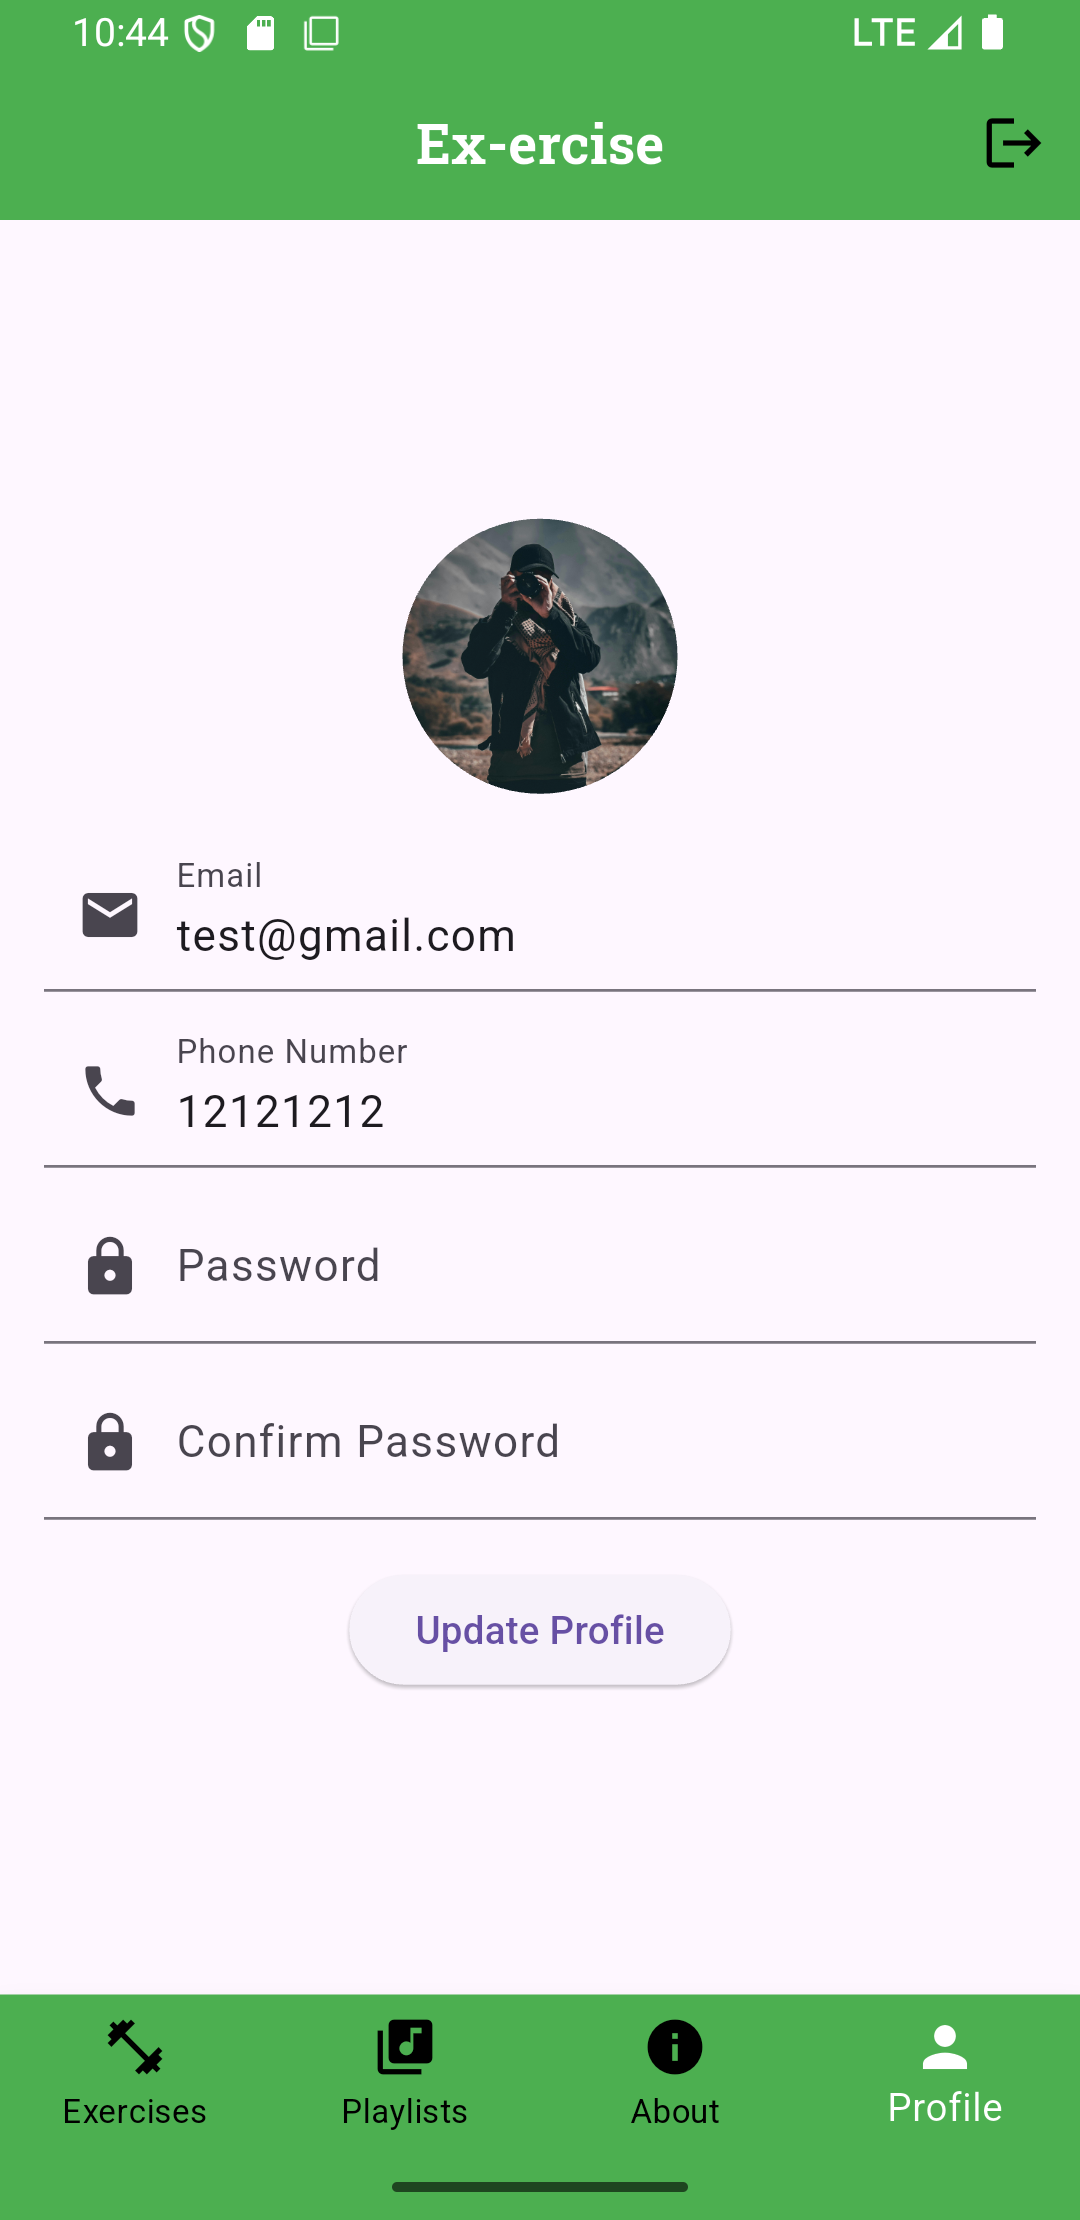 10:44 LTE
Ex-ercise
Email
test@gmail.com
Phone Number
12121212
Password
Confirm Password
Update Profile
Exercises Playlists About Profile